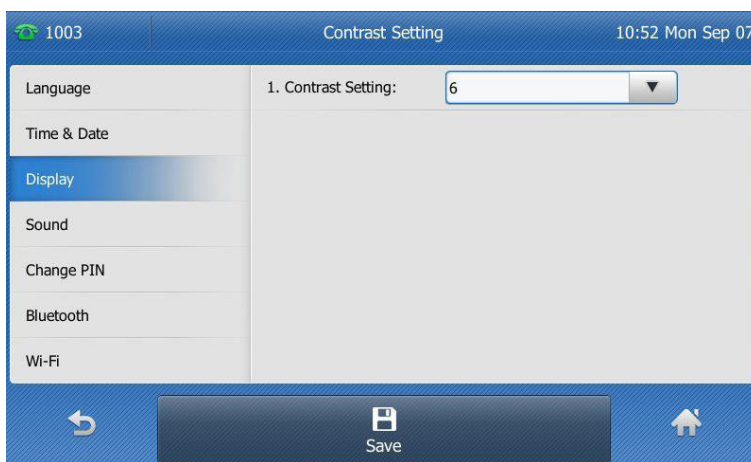 1003 Contrast Setting 10:52 Mon Sep 07
Language
1. Contrast Setting: 6
Time & Date
Display
Sound
Change PIN
Bluetooth
Wi-Fi
Save